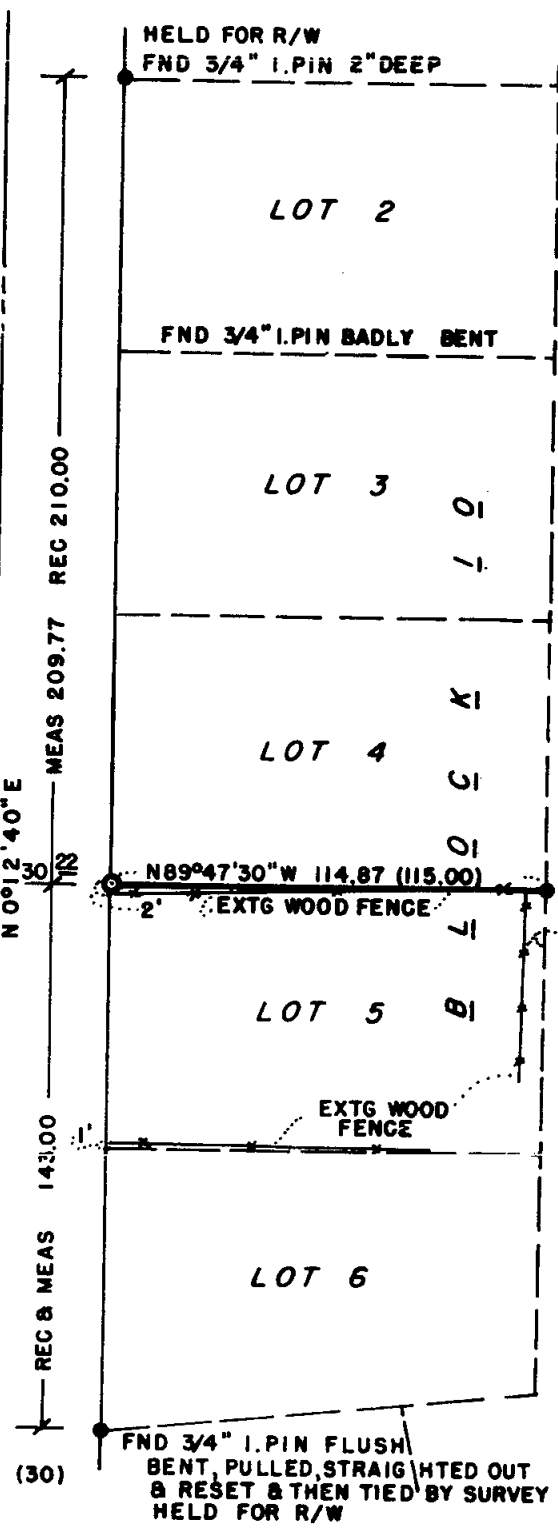 HELD FOR R/W
FND 3/4" I.PIN 2"DEEP
LOT 2
FND 3/4" I.PIN BADLY BENT
LOT 3
BLOCK 10
REC 210.00
MEAS 209.77
LOT 4
N 0°12'40" E
30
N89°47'30"W 114.87 (115.00)
2'
EXTG WOOD FENCE
LOT 5
EXTG WOOD
FENCE
1'
REC & MEAS 143.00
LOT 6
FND 3/4" I.PIN FLUSH
BENT, PULLED, STRAIGHTED OUT
& RESET & THEN TIED BY SURVEY
HELD FOR R/W
(30)